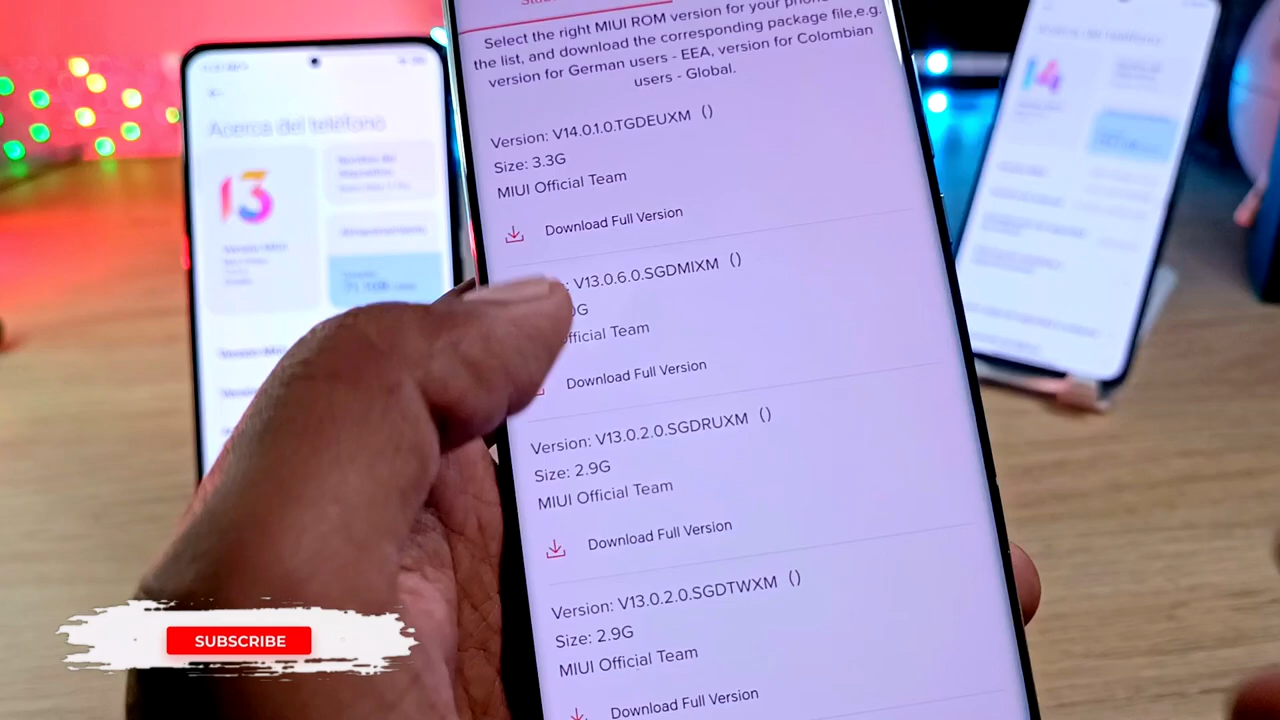 Select the right MIUI ROM version for your
the list, and download the corresponding package file,e.g.
version for German users - EEA, version for Colombian
users - Global.
Version: V14.0.1.0.TGDEUXM ()
Size: 3.3G
MIUI Official Team
Download Full Version
: V13.0.6.0.SGDMIXM ()
G
Official Team
Download Full Version
Version: V13.0.2.0.SGDRUXM ()
Size: 2.9G
MIUI Official Team
Download Full Version
Version: V13.0.2.0.SGDTWXM ()
Size: 2.9G
MIUI Official Team
Download Full Version
Acerca del teléfono
13
14
SUBSCRIBE